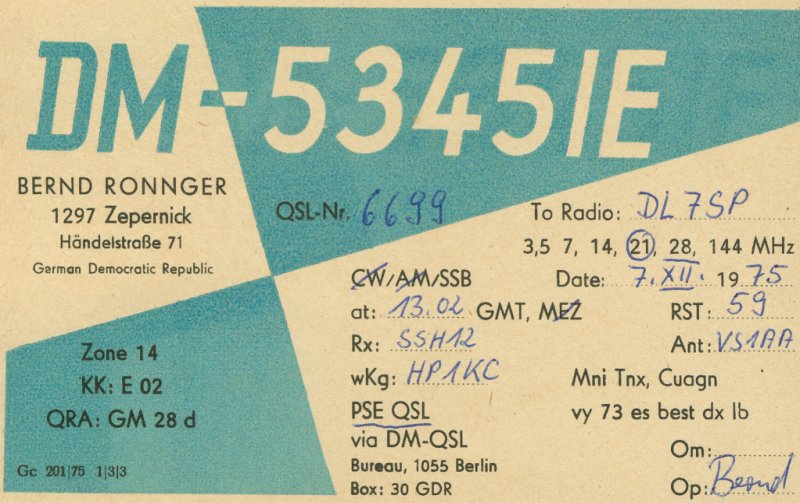 DM-5345/E
BERND RONNGER
1297 Zepernick
Händelstraße 71
German Democratic Republic
QSL-Nr. 6699
To Radio: DL7SP
3,5 7, 14, 21, 28, 144 MHz
CW/AM/SSB
Date: 7. XII. 1975
at: 13.02 GMT, MEZ
RST: 59
Rx: SSH12
Ant: VS1AA
wKg: HP1KC
Mni Tnx, Cuagn
PSE QSL
vy 73 es best dx lb
via DM-QSL
Bureau, 1055 Berlin
Box: 30 GDR
Om:
Op: Bernd
Zone 14
KK: E 02
QRA: GM 28 d
Gc 201|75 1|3|3